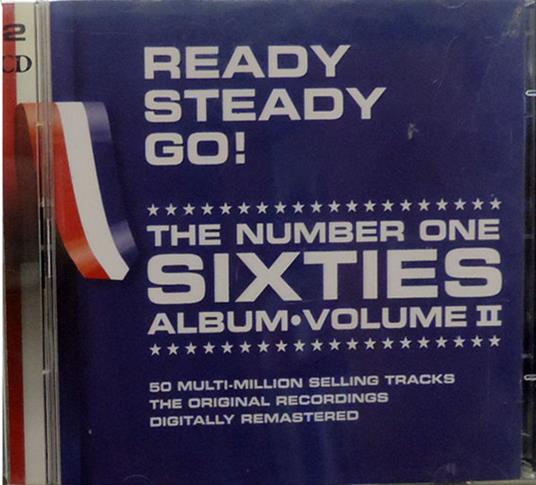 2
CD
READY
STEADY
GO!
THE NUMBER ONE
SIXTIES
ALBUM•VOLUME II
50 MULTI-MILLION SELLING TRACKS
THE ORIGINAL RECORDINGS
DIGITALLY REMASTERED